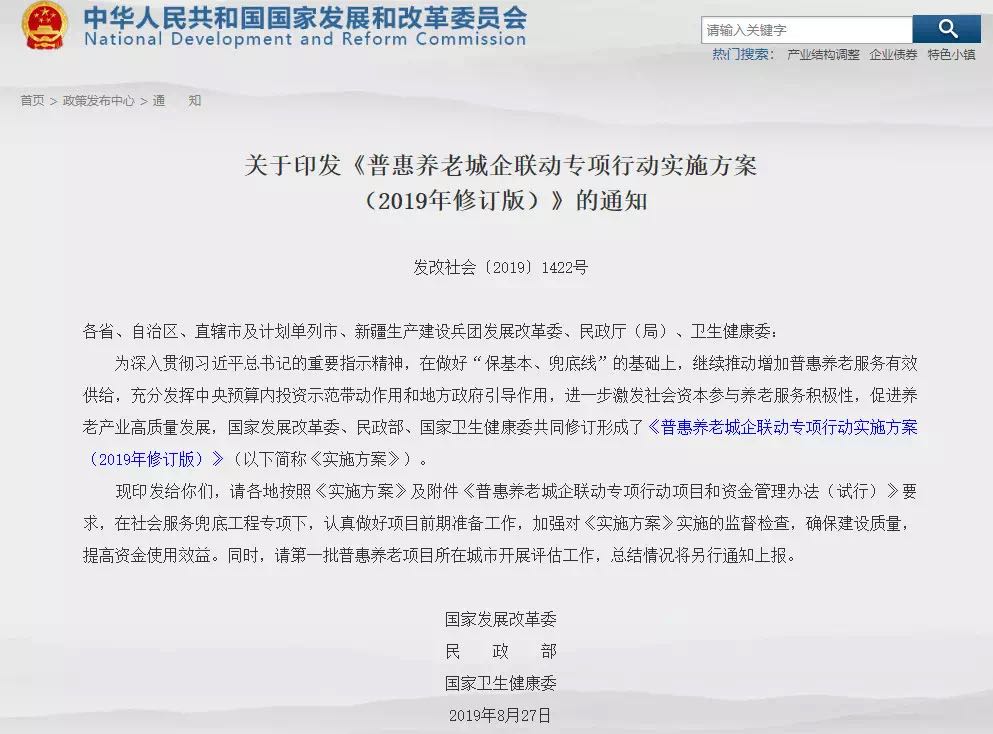 中华人民共和国国家发展和改革委员会
National Development and Reform Commission
请输入关键字
热门搜索： 产业结构调整 企业债券 特色小镇
首页 > 政策发布中心 > 通 知
关于印发《普惠养老城企联动专项行动实施方案
（2019年修订版）》的通知
发改社会〔2019〕1422号
各省、自治区、直辖市及计划单列市、新疆生产建设兵团发展改革委、民政厅（局）、卫生健康委：
为深入贯彻习近平总书记的重要指示精神，在做好“保基本、兜底线”的基础上，继续推动增加普惠养老服务有效
供给，充分发挥中央预算内投资示范带动作用和地方政府引导作用，进一步激发社会资本参与养老服务积极性，促进养
老产业高质量发展，国家发展改革委、民政部、国家卫生健康委共同修订形成了《普惠养老城企联动专项行动实施方案
（2019年修订版）》（以下简称《实施方案》）。
现印发给你们，请各地按照《实施方案》及附件《普惠养老城企联动专项行动项目和资金管理办法（试行）》要
求，在社会服务兜底工程专项下，认真做好项目前期准备工作，加强对《实施方案》实施的监督检查，确保建设质量，
提高资金使用效益。同时，请第一批普惠养老项目所在城市开展评估工作，总结情况将另行通知上报。
国家发展改革委
民 政 部
国家卫生健康委
2019年8月27日